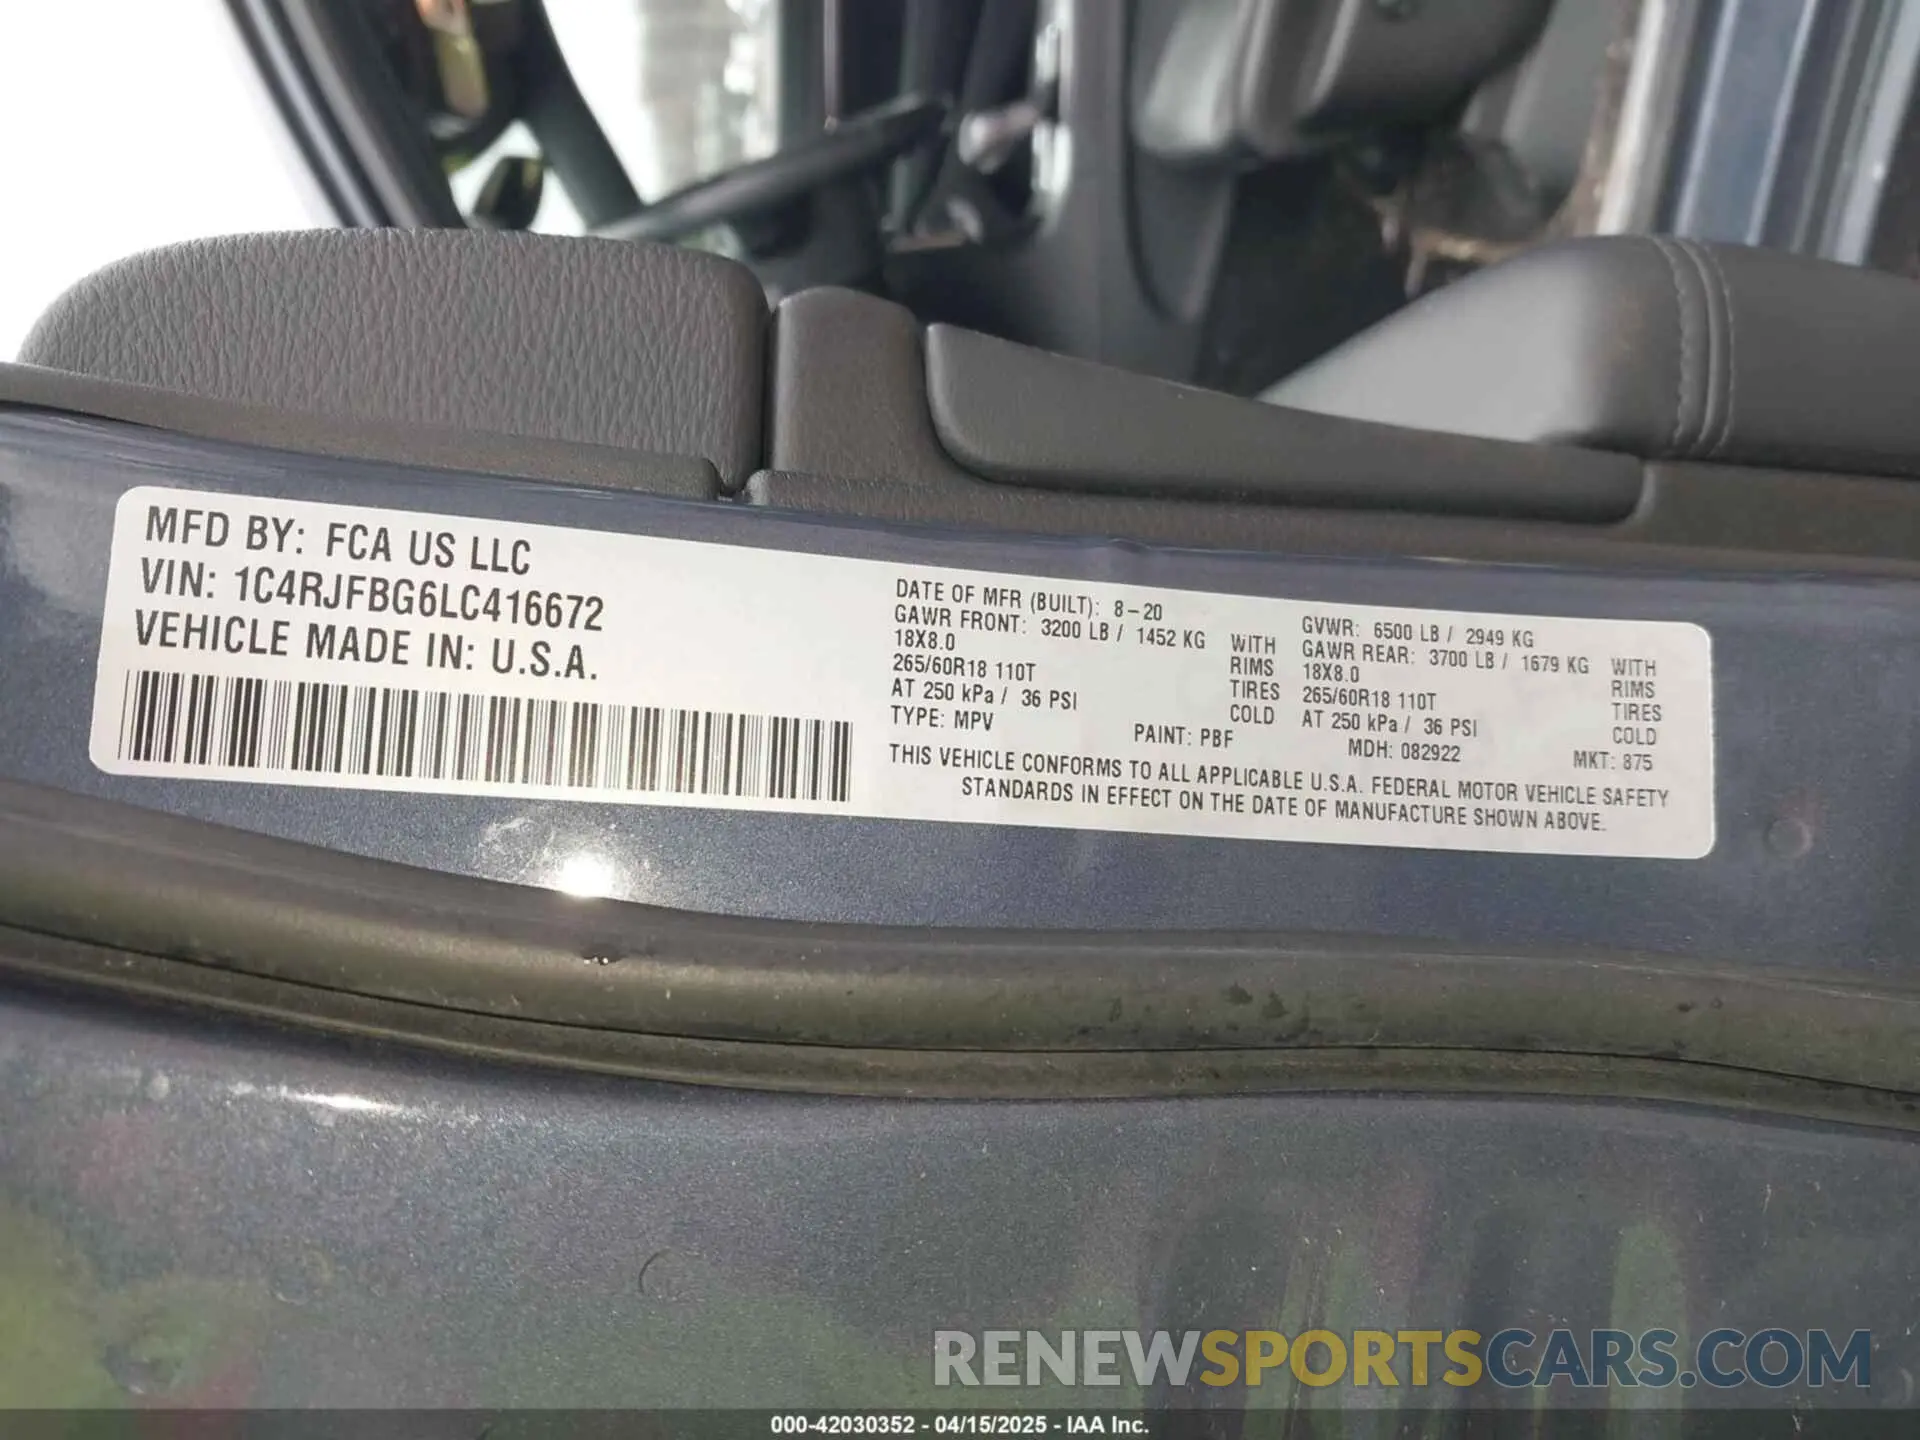 MFD BY: FCA US LLC
VIN: 1C4RJFBG6LC416672
VEHICLE MADE IN: U.S.A.
DATE OF MFR (BUILT): 8-20
GAWR FRONT: 3200 LB / 1452 KG WITH
18X8.0 RIMS
265/60R18 110T TIRES
AT 250 kPa / 36 PSI COLD
TYPE: MPV
PAINT: PBF
GVWR: 6500 LB / 2949 KG
GAWR REAR: 3700 LB / 1679 KG WITH
18X8.0 RIMS
265/60R18 110T TIRES
AT 250 kPa / 36 PSI COLD
MDH: 082922
MKT: 875
THIS VEHICLE CONFORMS TO ALL APPLICABLE U.S.A. FEDERAL MOTOR VEHICLE SAFETY
STANDARDS IN EFFECT ON THE DATE OF MANUFACTURE SHOWN ABOVE.
RENEWSPORTSCARS.COM
000-42030352 - 04/15/2025 - IAA Inc.